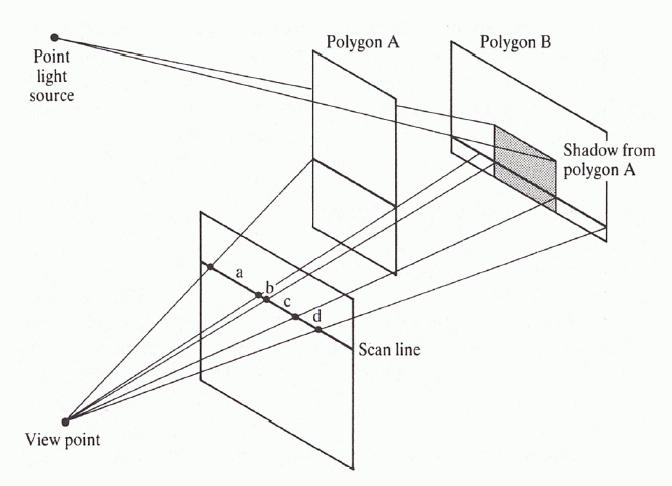 Polygon A
Polygon B
Point
light
source
Shadow from
polygon A
a
b
c
d
Scan line
View point